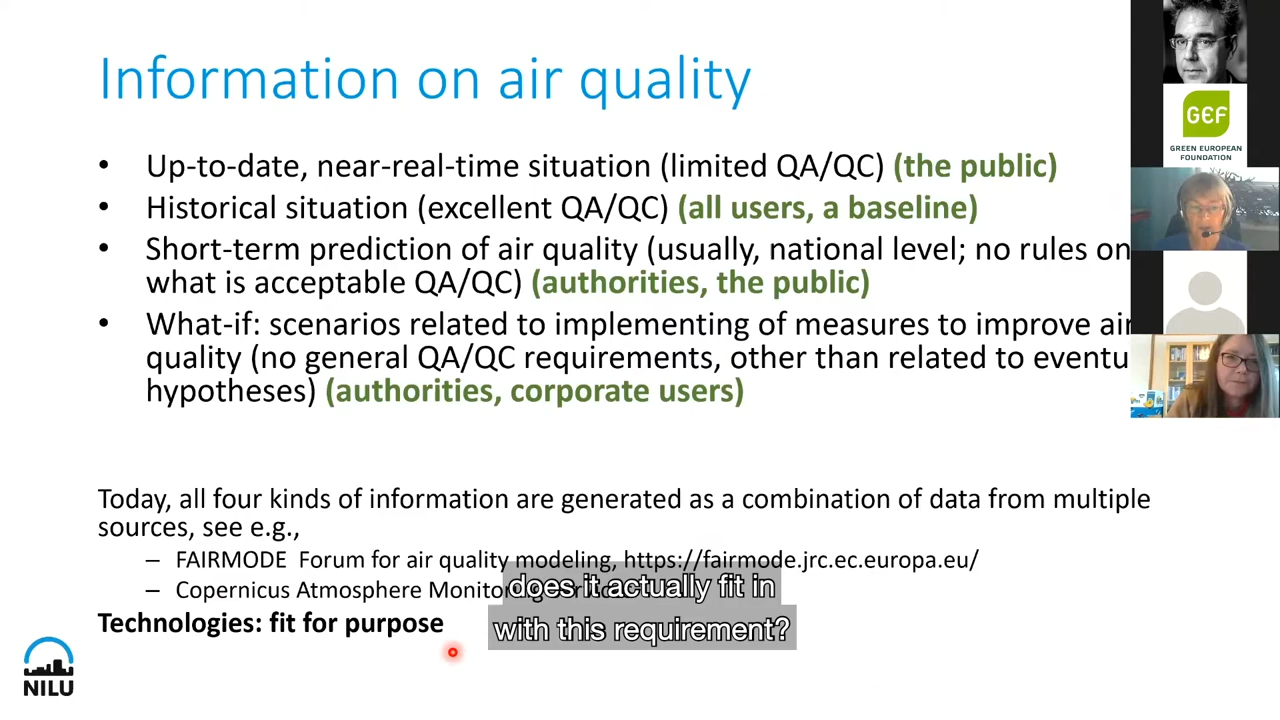 Information on air quality
• Up-to-date, near-real-time situation (limited QA/QC) (the public)
• Historical situation (excellent QA/QC) (all users, a baseline)
• Short-term prediction of air quality (usually, national level; no rules on
what is acceptable QA/QC) (authorities, the public)
• What-if: scenarios related to implementing of measures to improve air
quality (no general QA/QC requirements, other than related to eventu
hypotheses) (authorities, corporate users)
Today, all four kinds of information are generated as a combination of data from multiple
sources, see e.g.,
– FAIRMODE Forum for air quality modeling, https://fairmode.jrc.ec.europa.eu/
– Copernicus Atmosphere Monitoring
Technologies: fit for purpose
does it actually fit in
with this requirement?
NILU
GEF
GREEN EUROPEAN
FOUNDATION